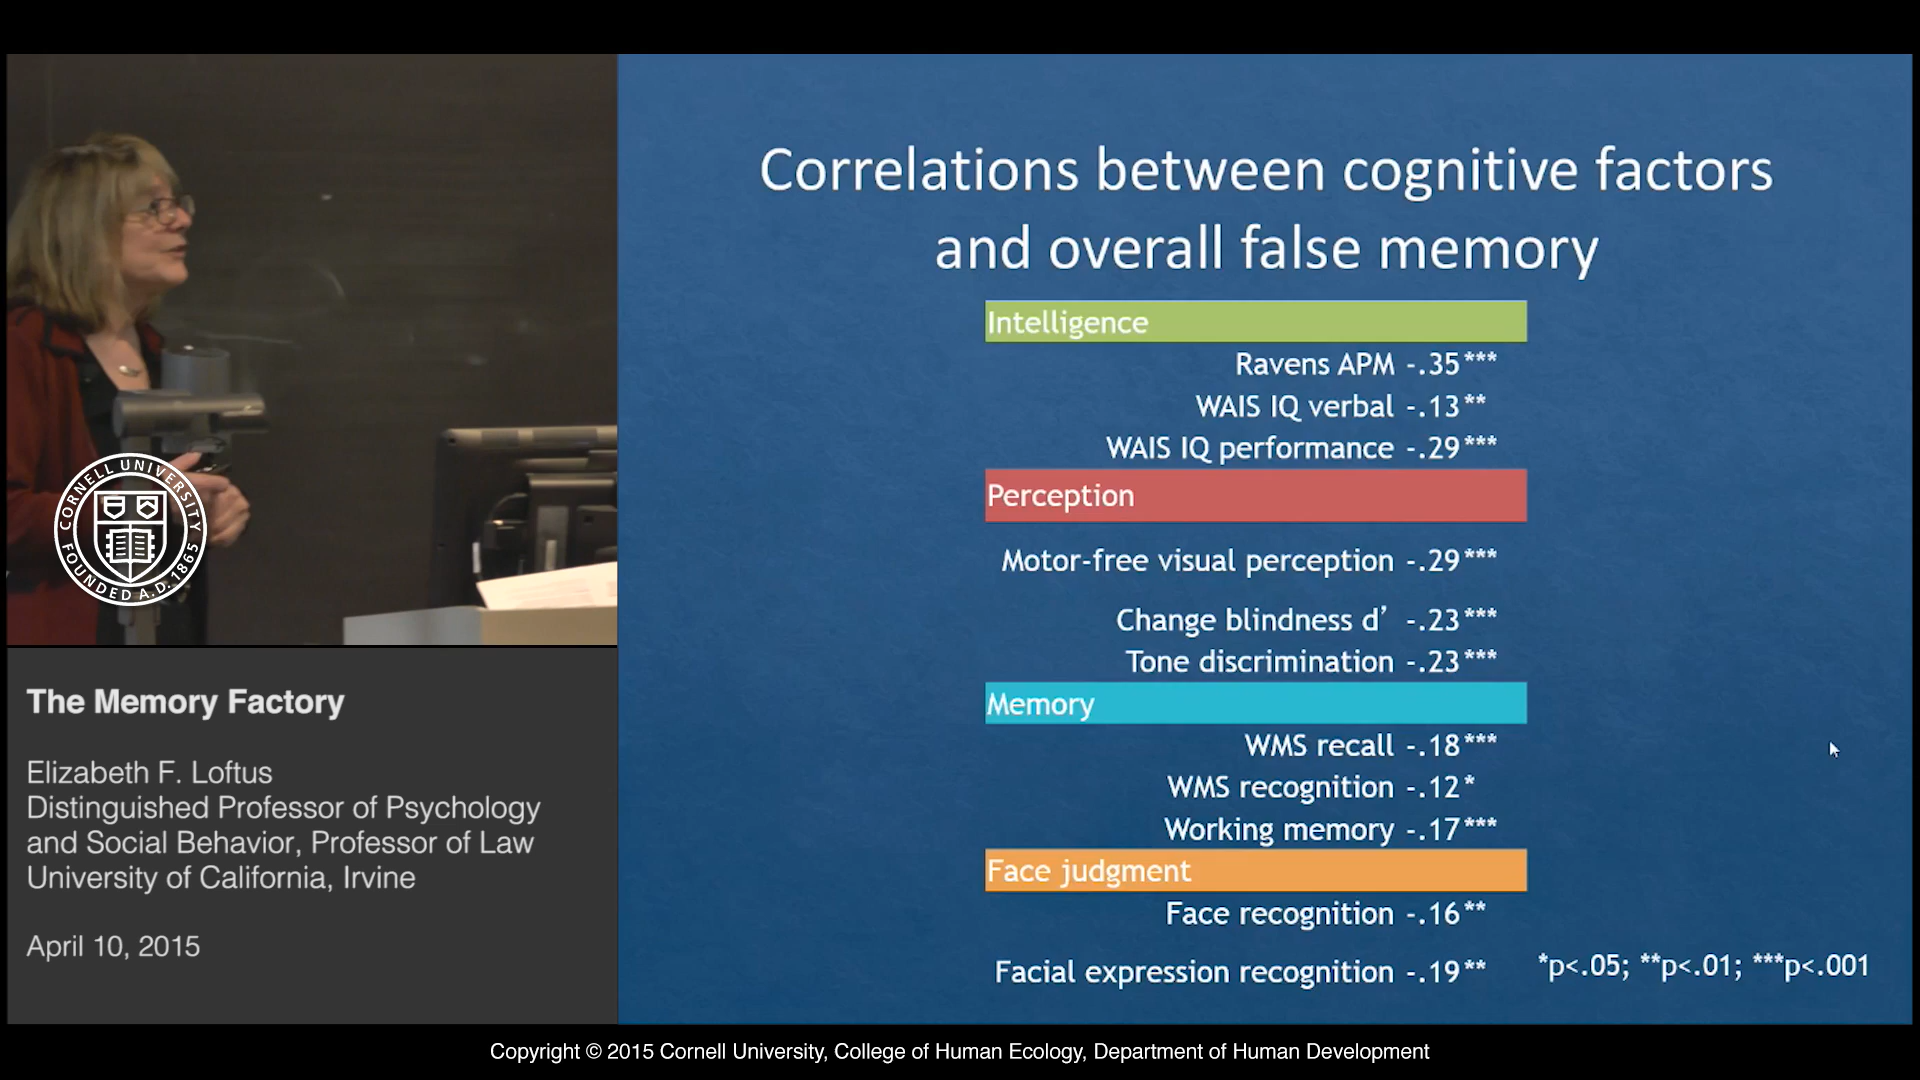 Correlations between cognitive factors
and overall false memory
Intelligence
Ravens APM -.35***
WAIS IQ verbal -.13**
WAIS IQ performance -.29***
Perception
Motor-free visual perception -.29***
Change blindness d’ -.23***
Tone discrimination -.23***
Memory
WMS recall -.18***
WMS recognition -.12*
Working memory -.17***
Face judgment
Face recognition -.16**
Facial expression recognition -.19**
*p<.05; **p<.01; ***p<.001
CORNELL UNIVERSITY
FOUNDED A.D. 1865
The Memory Factory
Elizabeth F. Loftus
Distinguished Professor of Psychology
and Social Behavior, Professor of Law
University of California, Irvine
April 10, 2015
Copyright © 2015 Cornell University, College of Human Ecology, Department of Human Development